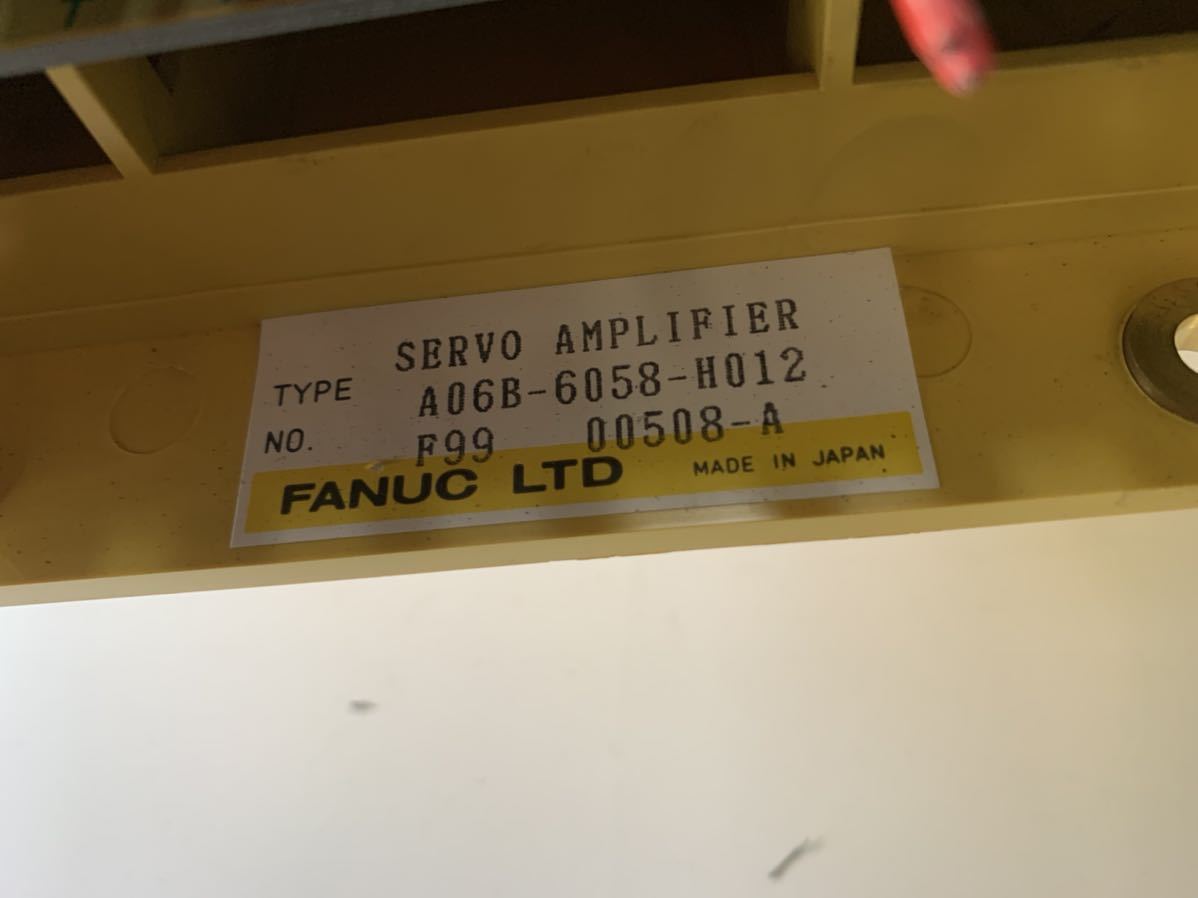 SERVO AMPLIFIER
TYPE A06B-6058-H012
NO. F99 00508-A
FANUC LTD MADE IN JAPAN